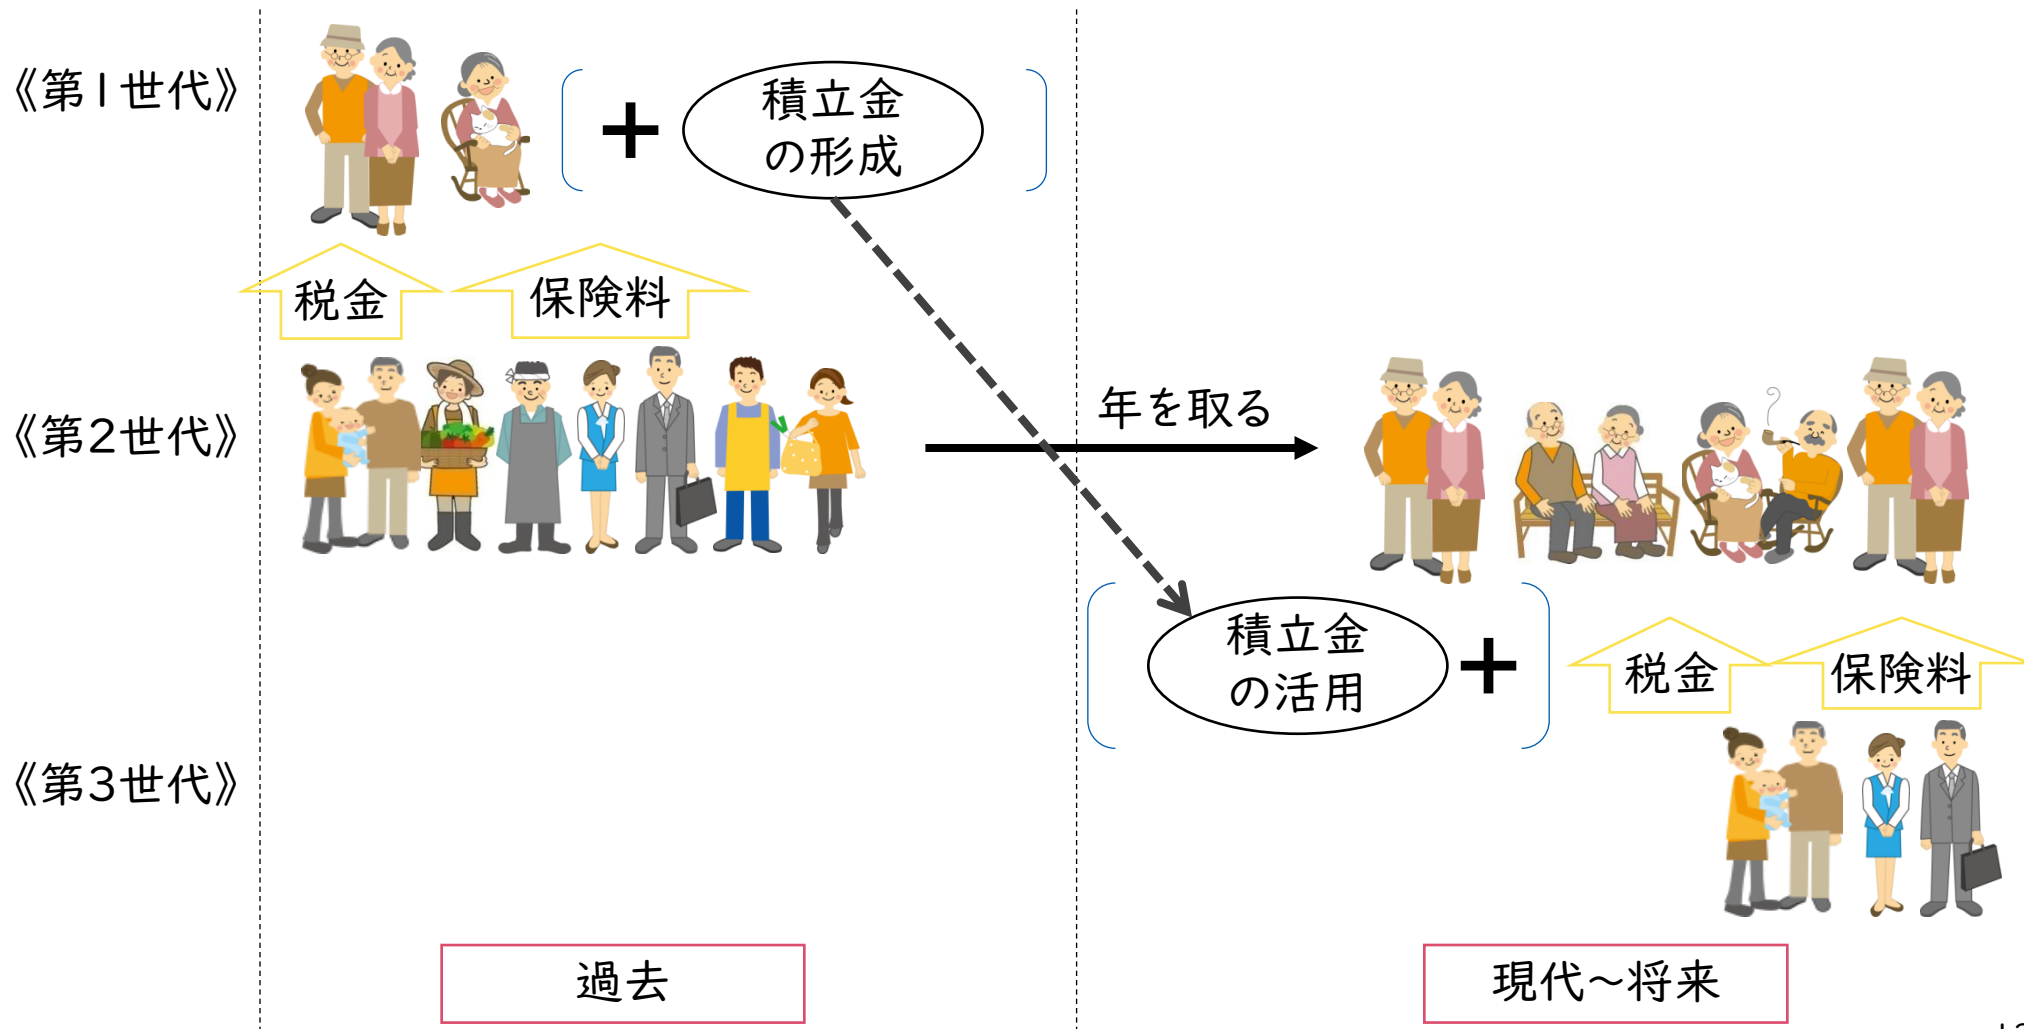 《第1世代》
積立金
の形成
税金
保険料
《第2世代》
年を取る
積立金
の活用
税金
保険料
《第3世代》
過去
現代～将来